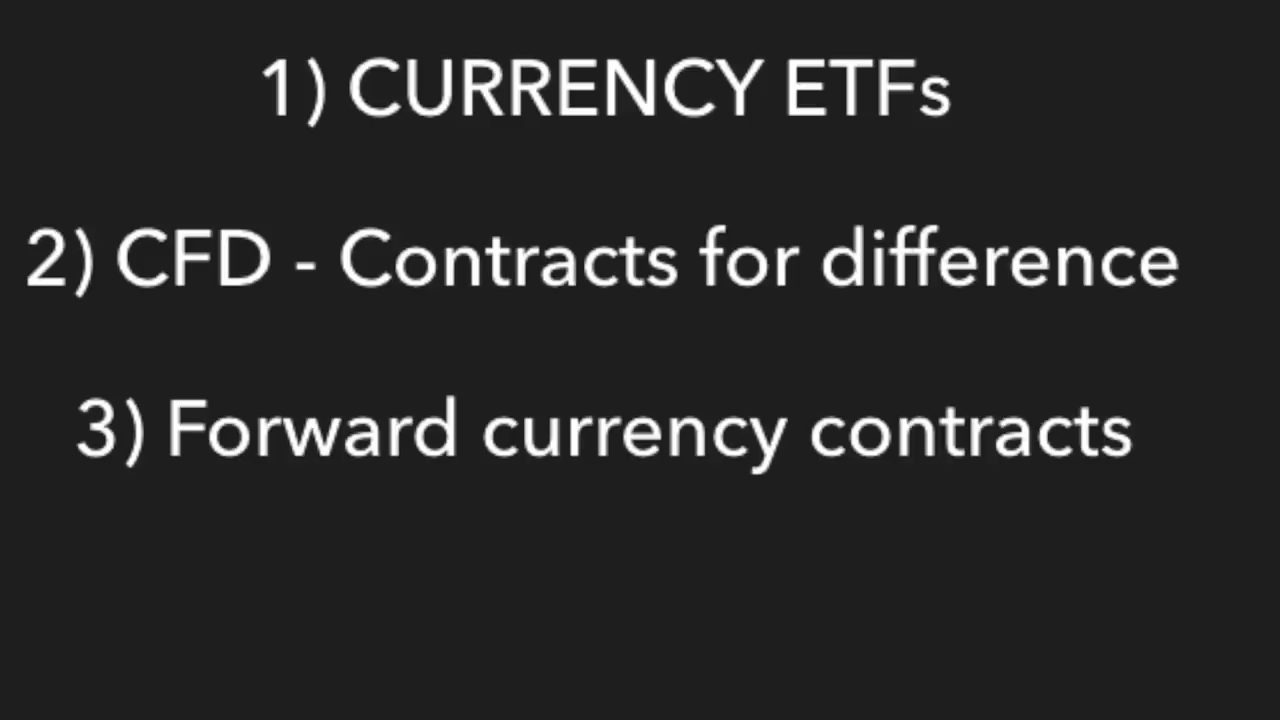 1) CURRENCY ETFs
2) CFD - Contracts for difference
3) Forward currency contracts